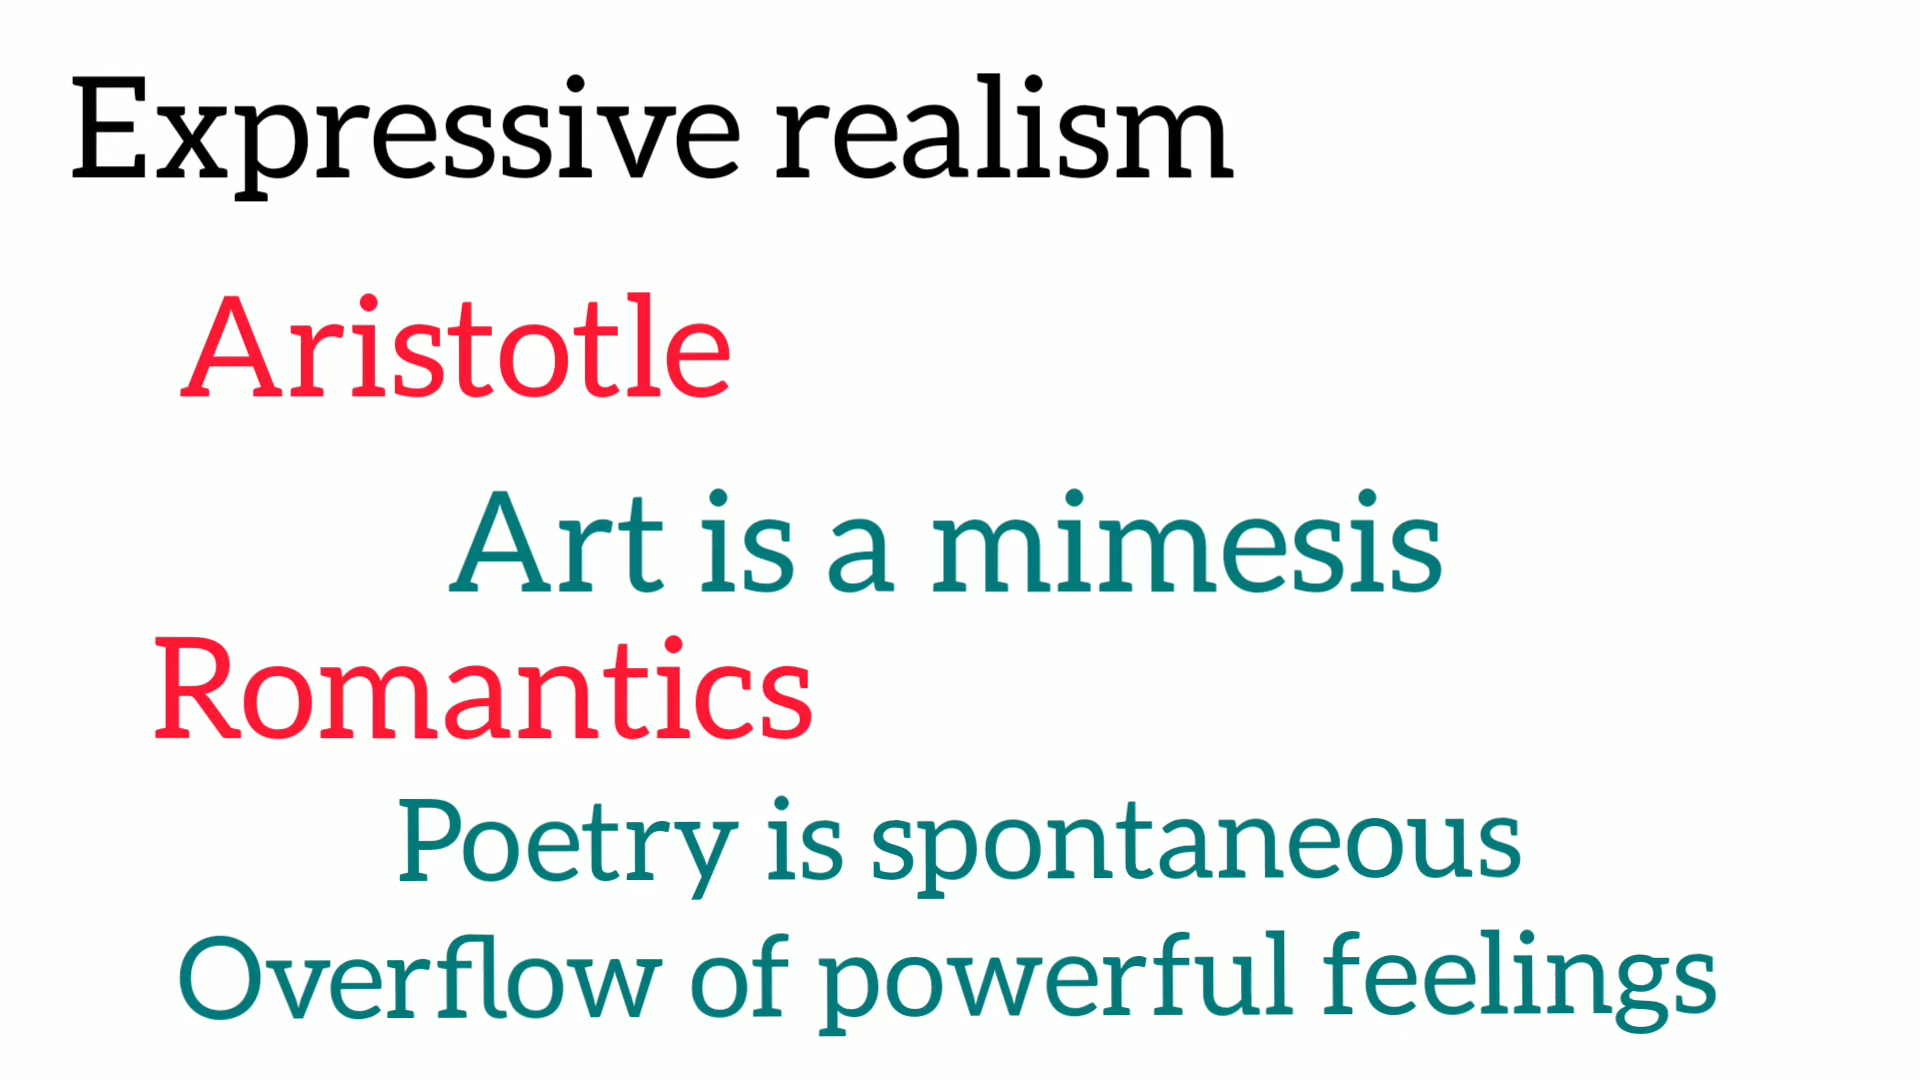 Expressive realism
Aristotle
Art is a mimesis
Romantics
Poetry is spontaneous
Overflow of powerful feelings